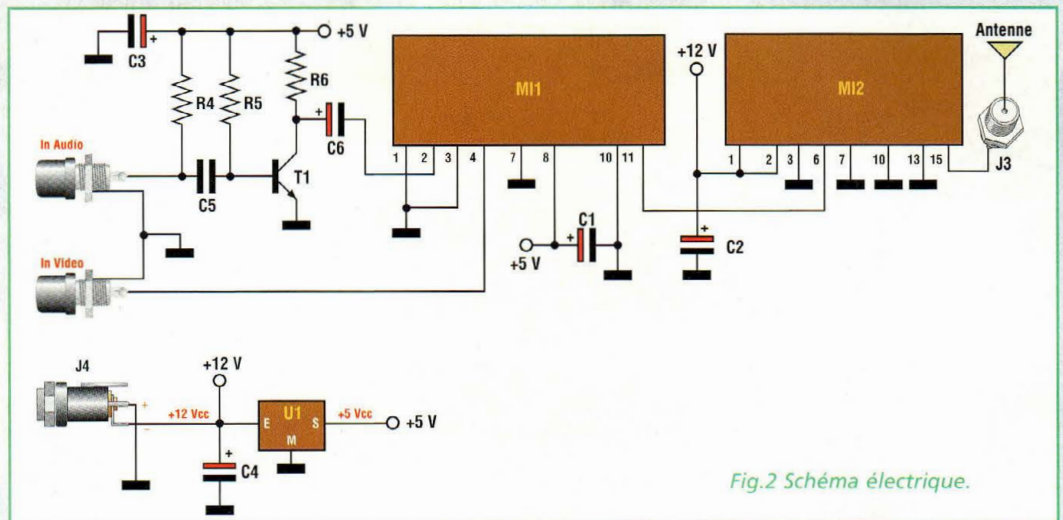 +5 V
C3
R4
R5
R6
C6
In Audio
C5
T1
In Video
MI1
1 2 3 4 7 8 10 11
C1
+5 V
+12 V
MI2
1 2 3 6 7 10 13 15
C2
Antenne
J3
J4
+ 
-
+12 V
+12 Vcc
E U1 S
M
+5 Vcc
+5 V
C4
+
Fig.2 Schéma électrique.